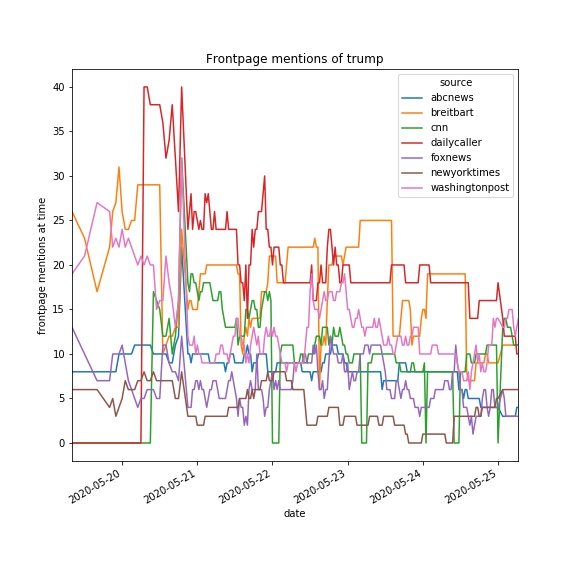 Frontpage mentions of trump
source
abcnews
breitbart
cnn
dailycaller
foxnews
newyorktimes
washingtonpost
frontpage mentions at time
40
35
30
25
20
15
10
5
0
2020-05-20
2020-05-21
2020-05-22
2020-05-23
2020-05-24
2020-05-25
date